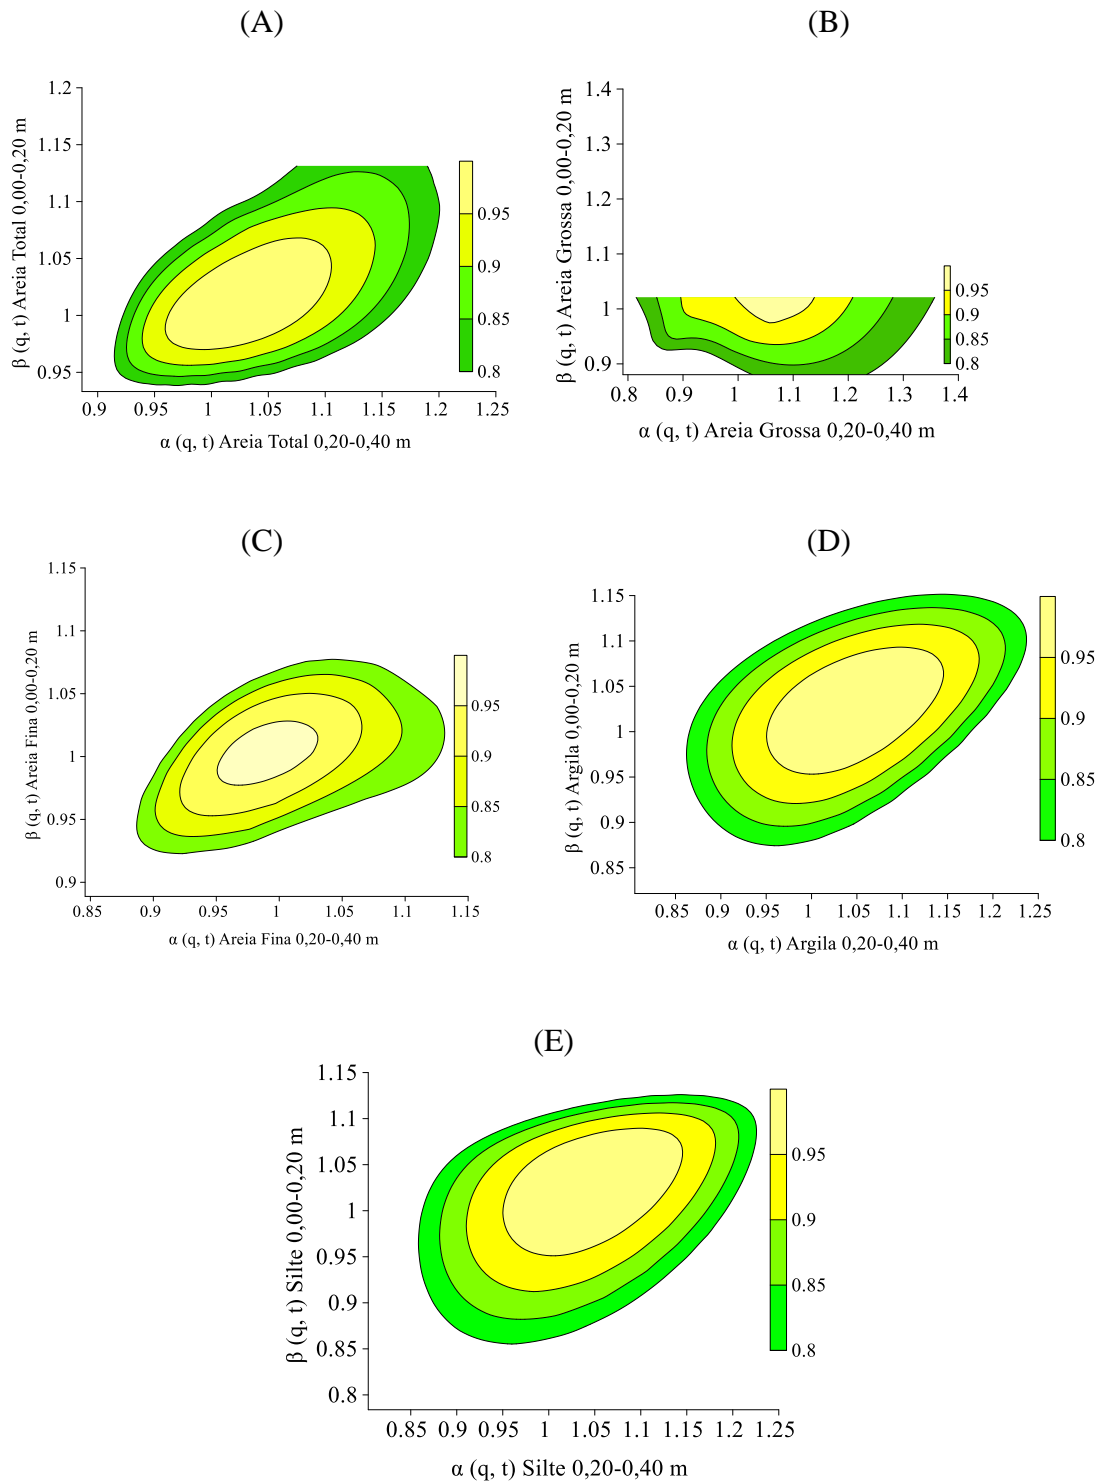 (A)
1.2
1.15
1.1
1.05
1
0.95
β (q, t) Areia Total 0,00-0,20 m
0.95
0.9
0.85
0.8
0.9 0.95 1 1.05 1.1 1.15 1.2 1.25
α (q, t) Areia Total 0,20-0,40 m
(B)
1.4
1.3
1.2
1.1
1
0.9
β (q, t) Areia Grossa 0,00-0,20 m
0.95
0.9
0.85
0.8
0.8 0.9 1 1.1 1.2 1.3 1.4
α (q, t) Areia Grossa 0,20-0,40 m
(C)
1.15
1.1
1.05
1
0.95
0.9
β (q, t) Areia Fina 0,00-0,20 m
0.95
0.9
0.85
0.8
0.85 0.9 0.95 1 1.05 1.1 1.15
α (q, t) Areia Fina 0,20-0,40 m
(D)
1.15
1.1
1.05
1
0.95
0.9
0.85
β (q, t) Argila 0,00-0,20 m
0.95
0.9
0.85
0.8
0.85 0.9 0.95 1 1.05 1.1 1.15 1.2 1.25
α (q, t) Argila 0,20-0,40 m
(E)
1.15
1.1
1.05
1
0.95
0.9
0.85
0.8
β (q, t) Silte 0,00-0,20 m
0.95
0.9
0.85
0.8
0.85 0.9 0.95 1 1.05 1.1 1.15 1.2 1.25
α (q, t) Silte 0,20-0,40 m